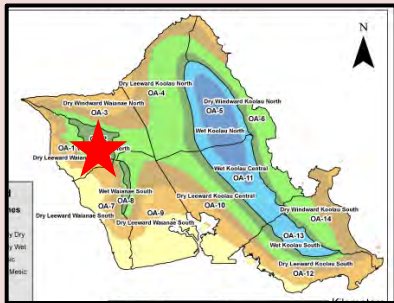 N
Dry Leeward Koolau North
OA-4
Dry Windward Waianae North
OA-3
Dry Windward Koolau North
OA-5
OA-6
Wet Koolau North
OA-1
Dry Leeward Waianae North
Wet Koolau Central
OA-11
Wet Waianae South
OA-8
Dry Leeward Koolau Central
OA-10
OA-7
OA-9
Dry Leeward Waianae South
Dry Leeward Waianae South
Dry Windward Koolau South
OA-14
OA-13
Wet Koolau South
Dry Leeward Koolau South
OA-12
y Dry
y Wet
Mesic